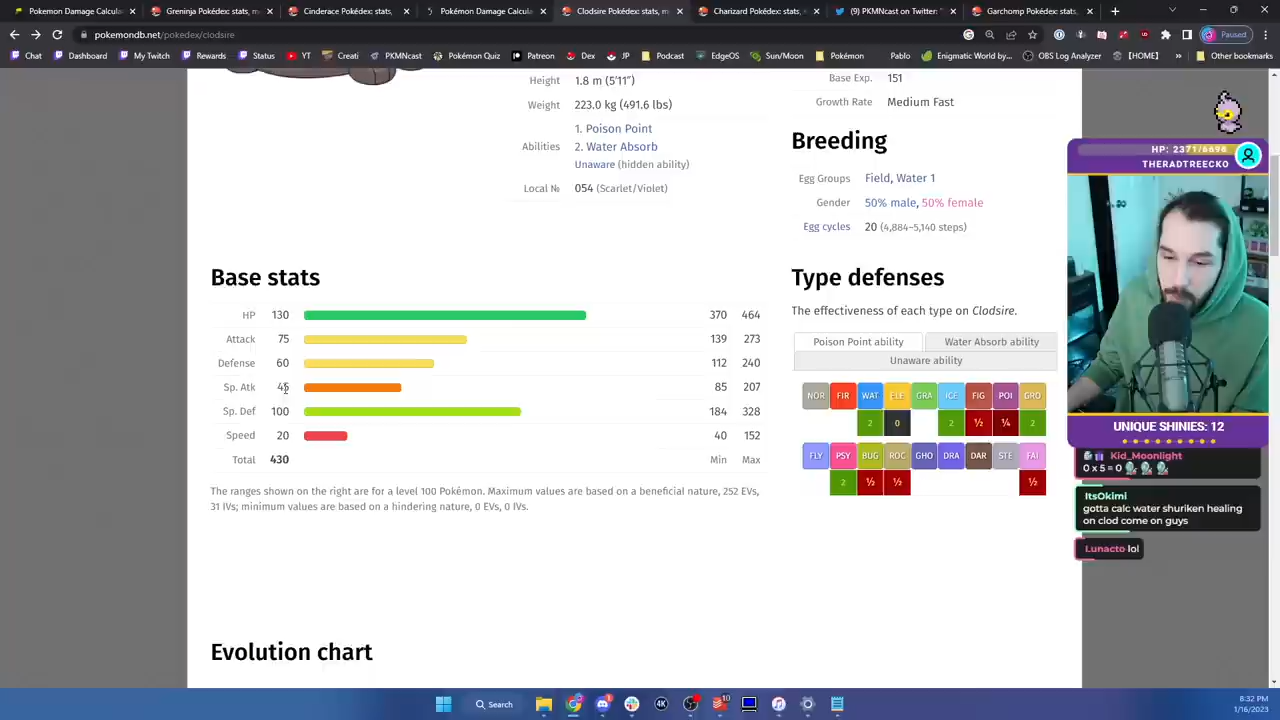 Pokemon Damage Calcula
Greninja Pokédex: stats,
Cinderace Pokédex: stats,
Pokémon Damage Calcul
Clodsire Pokédex: stats, m
Charizard Pokédex: stats,
(9) PKMNcast on Twitter:
Garchomp Pokédex: stats
pokemondb.net/pokedex/clodsire
Paused
Chat
Dashboard
My Twitch
Rewards
Status
YT
Creati
PKMNcast
Pokémon Quiz
Patreon
Dex
JP
Podcast
EdgeOS
Sun/Moon
Pokémon
Pablo
Enigmatic World by...
OBS Log Analyzer
[HOME]
Other bookmarks
Height 1.8 m (5'11")
Weight 223.0 kg (491.6 lbs)
Abilities
1. Poison Point
2. Water Absorb
Unaware (hidden ability)
Local № 054 (Scarlet/Violet)
Base Exp. 151
Growth Rate Medium Fast
Breeding
Egg Groups Field, Water 1
Gender 50% male, 50% female
Egg cycles 20 (4,884–5,140 steps)
Base stats
HP 130 370 464
Attack 75 139 273
Defense 60 112 240
Sp. Atk 45 85 207
Sp. Def 100 184 328
Speed 20 40 152
Total 430 Min Max
The ranges shown on the right are for a level 100 Pokémon. Maximum values are based on a beneficial nature, 252 EVs,
31 IVs; minimum values are based on a hindering nature, 0 EVs, 0 IVs.
Type defenses
The effectiveness of each type on Clodsire.
Poison Point ability
Water Absorb ability
Unaware ability
NOR FIR WAT ELE GRA ICE FIG POI GRO
2 0 2 ½ ¼ 2
FLY PSY BUG ROC GHO DRA DAR STE FAI
2 ½ ½ ½
Evolution chart
HP: 2371/6698
THERADTREECKO
UNIQUE SHINIES: 12
Kid_Moonlight
0 x 5 = 0
ItsOkimi
gotta calc water shuriken healing
on clod come on guys
Lunacto lol
Search
10
8:32 PM
1/16/2023